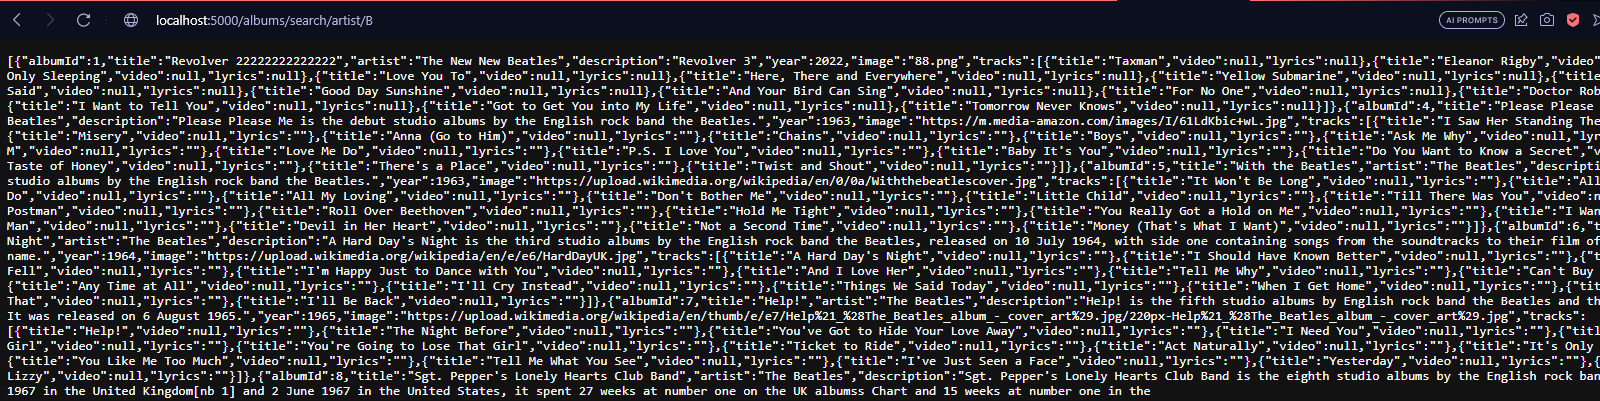 localhost:5000/albums/search/artist/B
AI PROMPTS
[{"albumId":1,"title":"Revolver 22222222222222","artist":"The New New Beatles","description":"Revolver 3","year":2022,"image":"88.png","tracks":[{"title":"Taxman","video":null,"lyrics":null},{"title":"Eleanor Rigby","video
Only Sleeping","video":null,"lyrics":null},{"title":"Love You To","video":null,"lyrics":null},{"title":"Here, There and Everywhere","video":null,"lyrics":null},{"title":"Yellow Submarine","video":null,"lyrics":null
Said","video":null,"lyrics":null},{"title":"Good Day Sunshine","video":null,"lyrics":null},{"title":"And Your Bird Can Sing","video":null,"lyrics":null},{"title":"For No One","video":null,"lyrics":null},{"title":"Doctor Rob
{"title":"I Want to Tell You","video":null,"lyrics":null},{"title":"Got to Get You into My Life","video":null,"lyrics":null},{"title":"Tomorrow Never Knows","video":null,"lyrics":null}]},{"albumId":4,"title":"Please Please
Beatles","description":"Please Please Me is the debut studio albums by the English rock band the Beatles.","year":1963,"image":"https://m.media-amazon.com/images/I/61LdKbic+wL.jpg","tracks":[{"title":"I Saw Her Standing The
{"title":"Misery","video":null,"lyrics":""},{"title":"Anna (Go to Him)","video":null,"lyrics":""},{"title":"Chains","video":null,"lyrics":""},{"title":"Boys","video":null,"lyrics":""},{"title":"Ask Me Why","video":null,"lyr
M","video":null,"lyrics":""},{"title":"Love Me Do","video":null,"lyrics":""},{"title":"P.S. I Love You","video":null,"lyrics":""},{"title":"Baby It's You","video":null,"lyrics":""},{"title":"Do You Want to Know a Secret","v
Taste of Honey","video":null,"lyrics":""},{"title":"There's a Place","video":null,"lyrics":""},{"title":"Twist and Shout","video":null,"lyrics":""}]},{"albumId":5,"title":"With the Beatles","artist":"The Beatles","descripti
studio albums by the English rock band the Beatles.","year":1963,"image":"https://upload.wikimedia.org/wikipedia/en/0/0a/Withthebeatlescover.jpg","tracks":[{"title":"It Won't Be Long","video":null,"lyrics":""},{"title":"All
Do","video":null,"lyrics":""},{"title":"All My Loving","video":null,"lyrics":""},{"title":"Don't Bother Me","video":null,"lyrics":""},{"title":"Little Child","video":null,"lyrics":""},{"title":"Till There Was You","video":n
Postman","video":null,"lyrics":""},{"title":"Roll Over Beethoven","video":null,"lyrics":""},{"title":"Hold Me Tight","video":null,"lyrics":""},{"title":"You Really Got a Hold on Me","video":null,"lyrics":""},{"title":"I Wan
Man","video":null,"lyrics":""},{"title":"Devil in Her Heart","video":null,"lyrics":""},{"title":"Not a Second Time","video":null,"lyrics":""},{"title":"Money (That's What I Want)","video":null,"lyrics":""}]},{"albumId":6,"t
Night","artist":"The Beatles","description":"A Hard Day's Night is the third studio albums by the English rock band the Beatles, released on 10 July 1964, with side one containing songs from the soundtracks to their film of
name.","year":1964,"image":"https://upload.wikimedia.org/wikipedia/en/e/e6/HardDayUK.jpg","tracks":[{"title":"A Hard Day's Night","video":null,"lyrics":""},{"title":"I Should Have Known Better","video":null,"lyrics":""},{"t
Fell","video":null,"lyrics":""},{"title":"I'm Happy Just to Dance with You","video":null,"lyrics":""},{"title":"And I Love Her","video":null,"lyrics":""},{"title":"Tell Me Why","video":null,"lyrics":""},{"title":"Can't Buy
{"title":"Any Time at All","video":null,"lyrics":""},{"title":"I'll Cry Instead","video":null,"lyrics":""},{"title":"Things We Said Today","video":null,"lyrics":""},{"title":"When I Get Home","video":null,"lyrics":""},{"tit
That","video":null,"lyrics":""},{"title":"I'll Be Back","video":null,"lyrics":""}]},{"albumId":7,"title":"Help!","artist":"The Beatles","description":"Help! is the fifth studio albums by English rock band the Beatles and th
It was released on 6 August 1965.","year":1965,"image":"https://upload.wikimedia.org/wikipedia/en/thumb/e/e7/Help%21_%28The_Beatles_album_-_cover_art%29.jpg/220px-Help%21_%28The_Beatles_album_-_cover_art%29.jpg","tracks":
[{"title":"Help!","video":null,"lyrics":""},{"title":"The Night Before","video":null,"lyrics":""},{"title":"You've Got to Hide Your Love Away","video":null,"lyrics":""},{"title":"I Need You","video":null,"lyrics":""},{"titl
Girl","video":null,"lyrics":""},{"title":"You're Going to Lose That Girl","video":null,"lyrics":""},{"title":"Ticket to Ride","video":null,"lyrics":""},{"title":"Act Naturally","video":null,"lyrics":""},{"title":"It's Only
{"title":"You Like Me Too Much","video":null,"lyrics":""},{"title":"Tell Me What You See","video":null,"lyrics":""},{"title":"I've Just Seen a Face","video":null,"lyrics":""},{"title":"Yesterday","video":null,"lyrics":""},{
Lizzy","video":null,"lyrics":""}]},{"albumId":8,"title":"Sgt. Pepper's Lonely Hearts Club Band","artist":"The Beatles","description":"Sgt. Pepper's Lonely Hearts Club Band is the eighth studio albums by the English rock ban
1967 in the United Kingdom[nb 1] and 2 June 1967 in the United States, it spent 27 weeks at number one on the UK albumss Chart and 15 weeks at number one in the